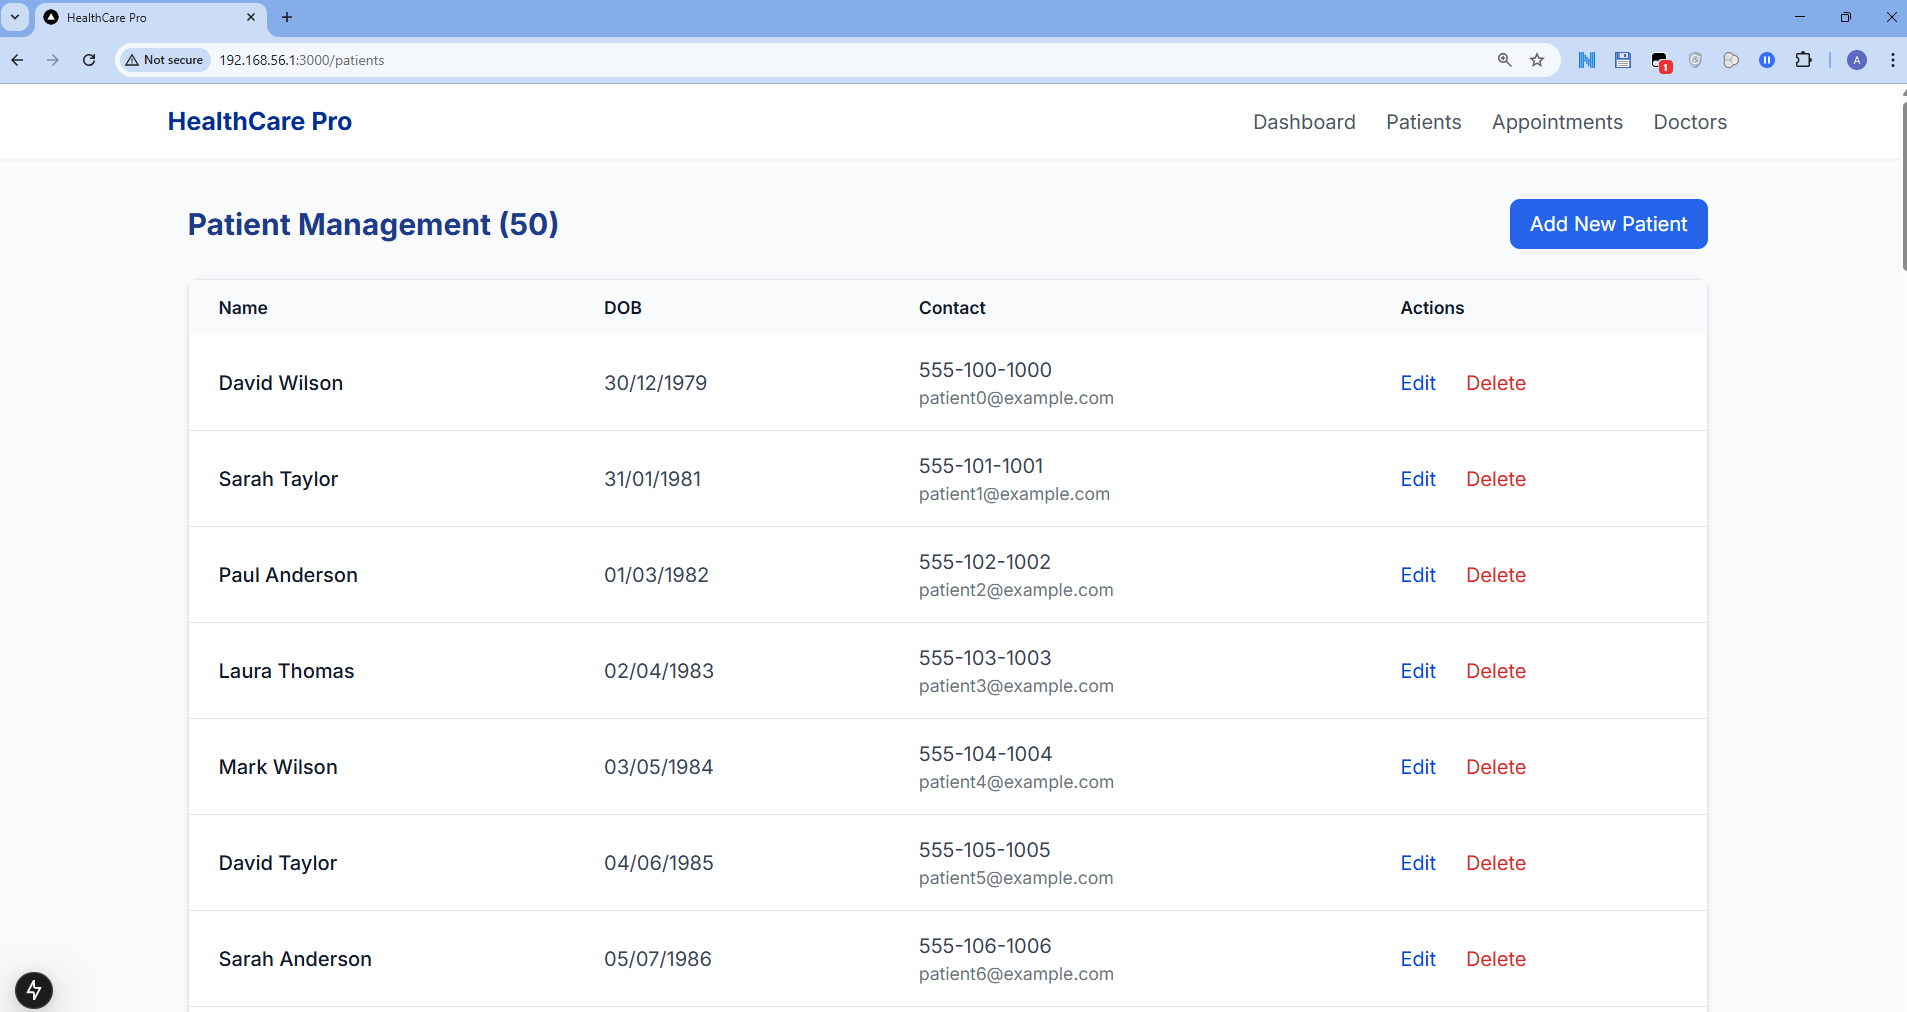 HealthCare Pro
Not secure
192.168.56.1:3000/patients
1
A
HealthCare Pro
Dashboard
Patients
Appointments
Doctors
Patient Management (50)
Add New Patient
Name DOB Contact Actions
David Wilson 30/12/1979 555-100-1000 Edit Delete
patient0@example.com
Sarah Taylor 31/01/1981 555-101-1001 Edit Delete
patient1@example.com
Paul Anderson 01/03/1982 555-102-1002 Edit Delete
patient2@example.com
Laura Thomas 02/04/1983 555-103-1003 Edit Delete
patient3@example.com
Mark Wilson 03/05/1984 555-104-1004 Edit Delete
patient4@example.com
David Taylor 04/06/1985 555-105-1005 Edit Delete
patient5@example.com
Sarah Anderson 05/07/1986 555-106-1006 Edit Delete
patient6@example.com